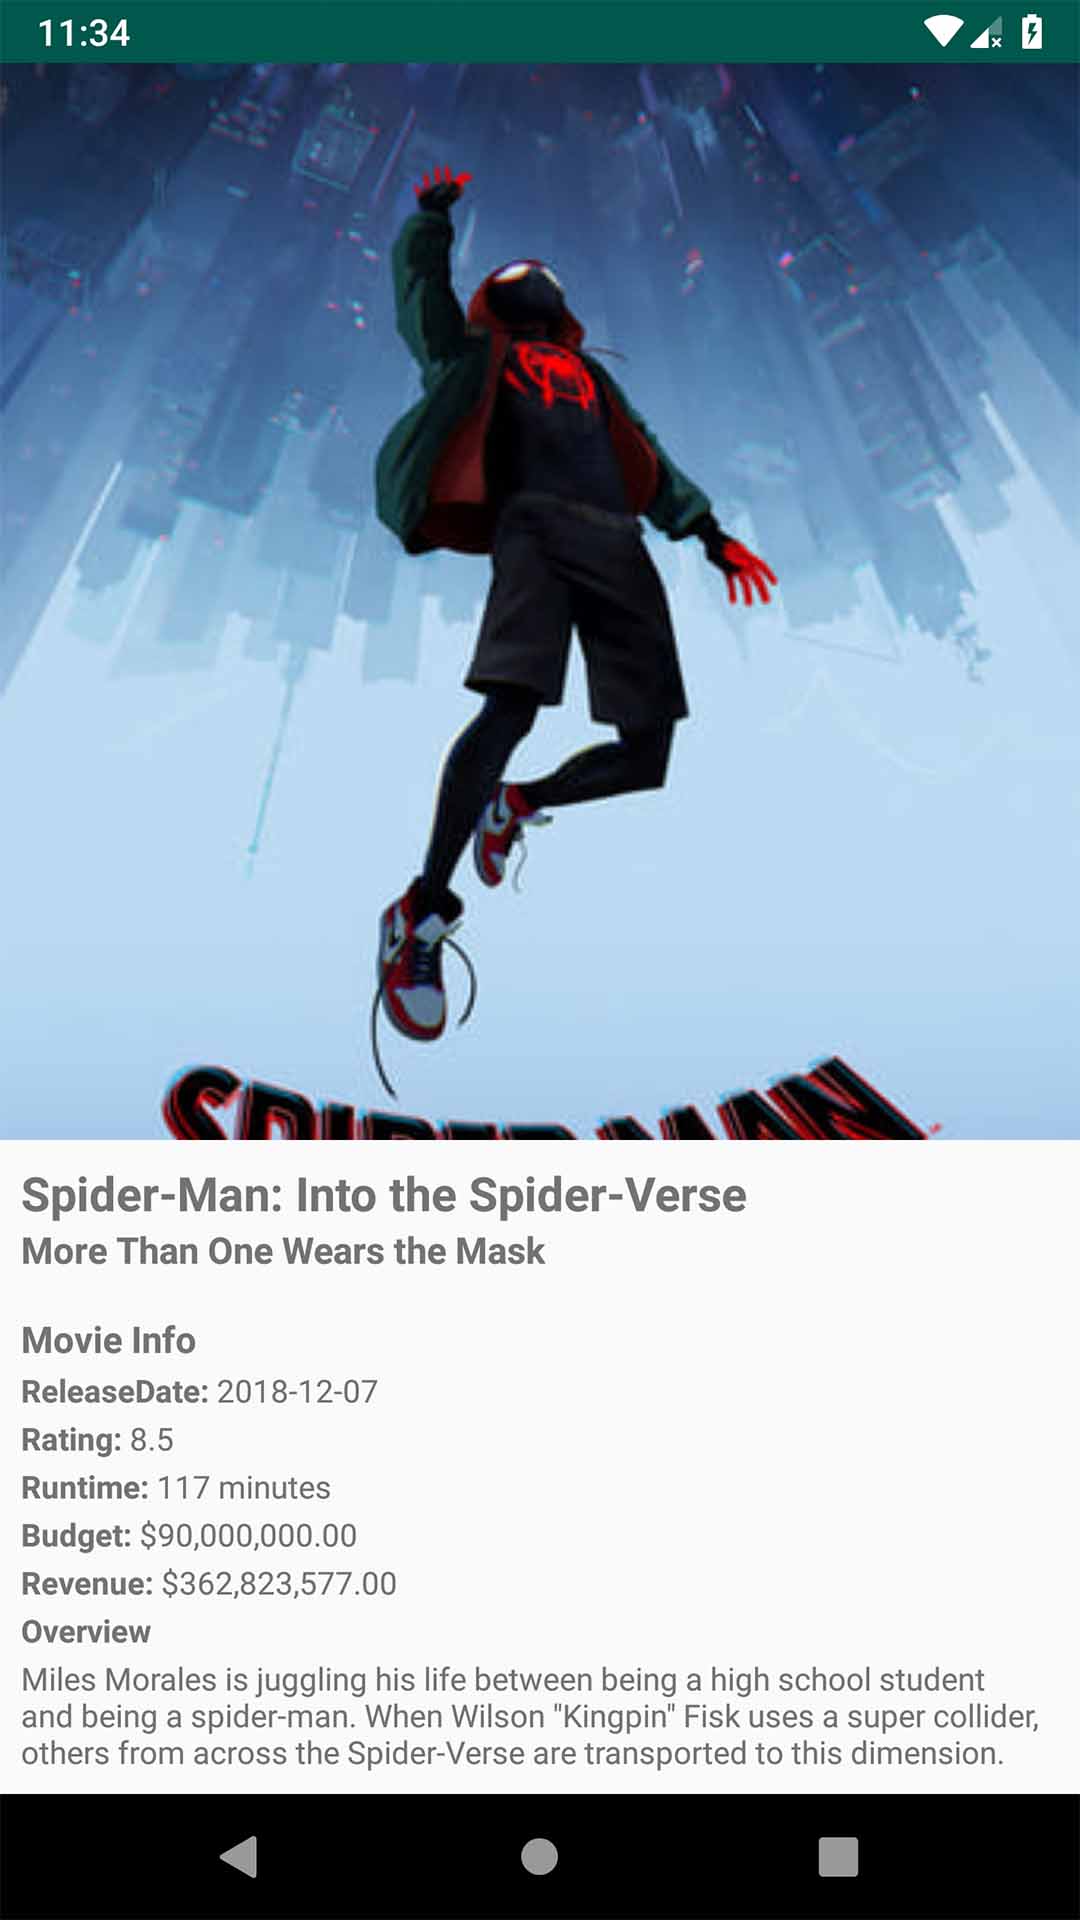 11:34
SPIDER-MAN
Spider-Man: Into the Spider-Verse
More Than One Wears the Mask
Movie Info
ReleaseDate: 2018-12-07
Rating: 8.5
Runtime: 117 minutes
Budget: $90,000,000.00
Revenue: $362,823,577.00
Overview
Miles Morales is juggling his life between being a high school student
and being a spider-man. When Wilson "Kingpin" Fisk uses a super collider,
others from across the Spider-Verse are transported to this dimension.